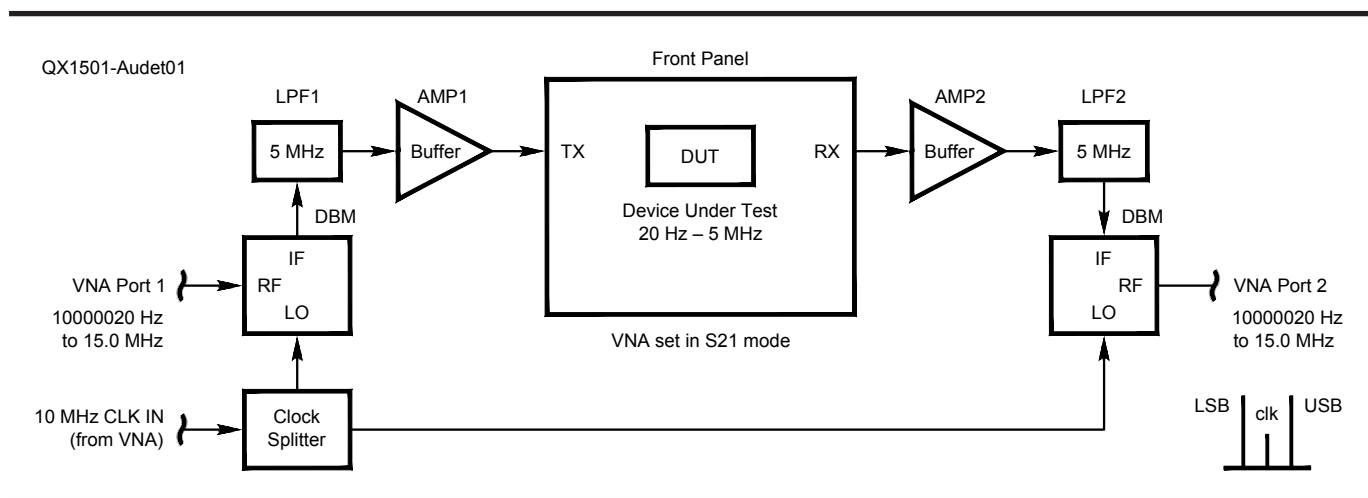 QX1501-Audet01
Front Panel
LPF1
5 MHz
AMP1
Buffer
TX
DUT
RX
Device Under Test
20 Hz – 5 MHz
AMP2
Buffer
LPF2
5 MHz
DBM
IF
RF
LO
VNA Port 1
10000020 Hz
to 15.0 MHz
VNA set in S21 mode
DBM
IF
RF
LO
VNA Port 2
10000020 Hz
to 15.0 MHz
10 MHz CLK IN
(from VNA)
Clock
Splitter
LSB
clk
USB